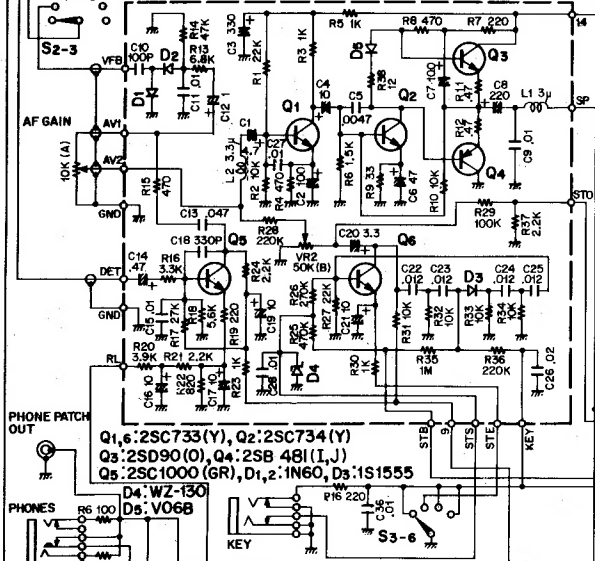 S2-3
VFB
C10
100P
D2
D1
R14
47K
R13
6.8K
C11 .01
C12 1
C3 330
R1 22K
R3 1K
R5 1K
C4
10
C5
.0047
D5
R38
12
R8 470
R7 220
Q3
C7 100
R11
.47
C8
220
L1 3μ
14
SP
Q1
Q2
R12
.47
Q4
C9 .01
AF GAIN
AV1
AV2
10K (A)
GND
R15
470
C1
L2 3.3μ
R2 10K
C27
.01
R4 470
C2 100
R6 1.5K
R9 33
C6 47
R10 10K
STO
R29
100K
R37
2.2K
C13 .047
C18 330P
R28
220K
VR2
50K(B)
C20 3.3
Q6
Q5
DET
C14
.47
R16
3.3K
GND
C15 .01
R17 27K
R18
5.6K
R19 220
R24
2.2K
C19 10
R26
270K
R27 22K
R25
470K
C21 10
C22
.012
C23
.012
D3
C24
.012
C25
.012
R31 10K
R32
10K
R33
10K
R34
10K
RL
R20
3.9K
R21 2.2K
C16 10
R22
820
C17 10
R23 1K
C28 .01
D4
R30
1K
R35
1M
R36
220K
C26 .02
STB
9
STS
STE
KEY
PHONE PATCH
OUT
Q1,6:2SC733(Y), Q2:2SC734(Y)
Q3:2SD90(O), Q4:2SB 481(I,J)
Q5:2SC1000 (GR), D1,2:1N60, D3:1S1555
D4:WZ-130
D5:V06B
PHONES
R6 100
KEY
R16 220
C36
.01
S3-6